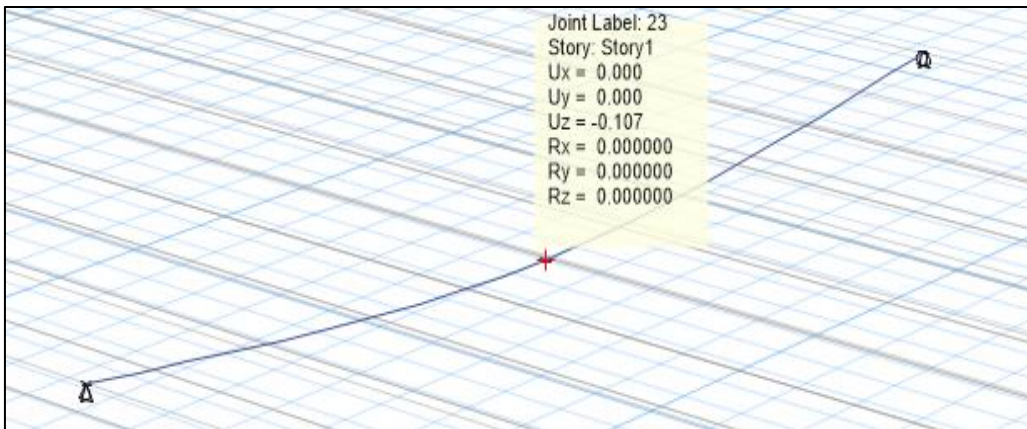 Joint Label: 23
Story: Story1
Ux = 0.000
Uy = 0.000
Uz = -0.107
Rx = 0.000000
Ry = 0.000000
Rz = 0.000000